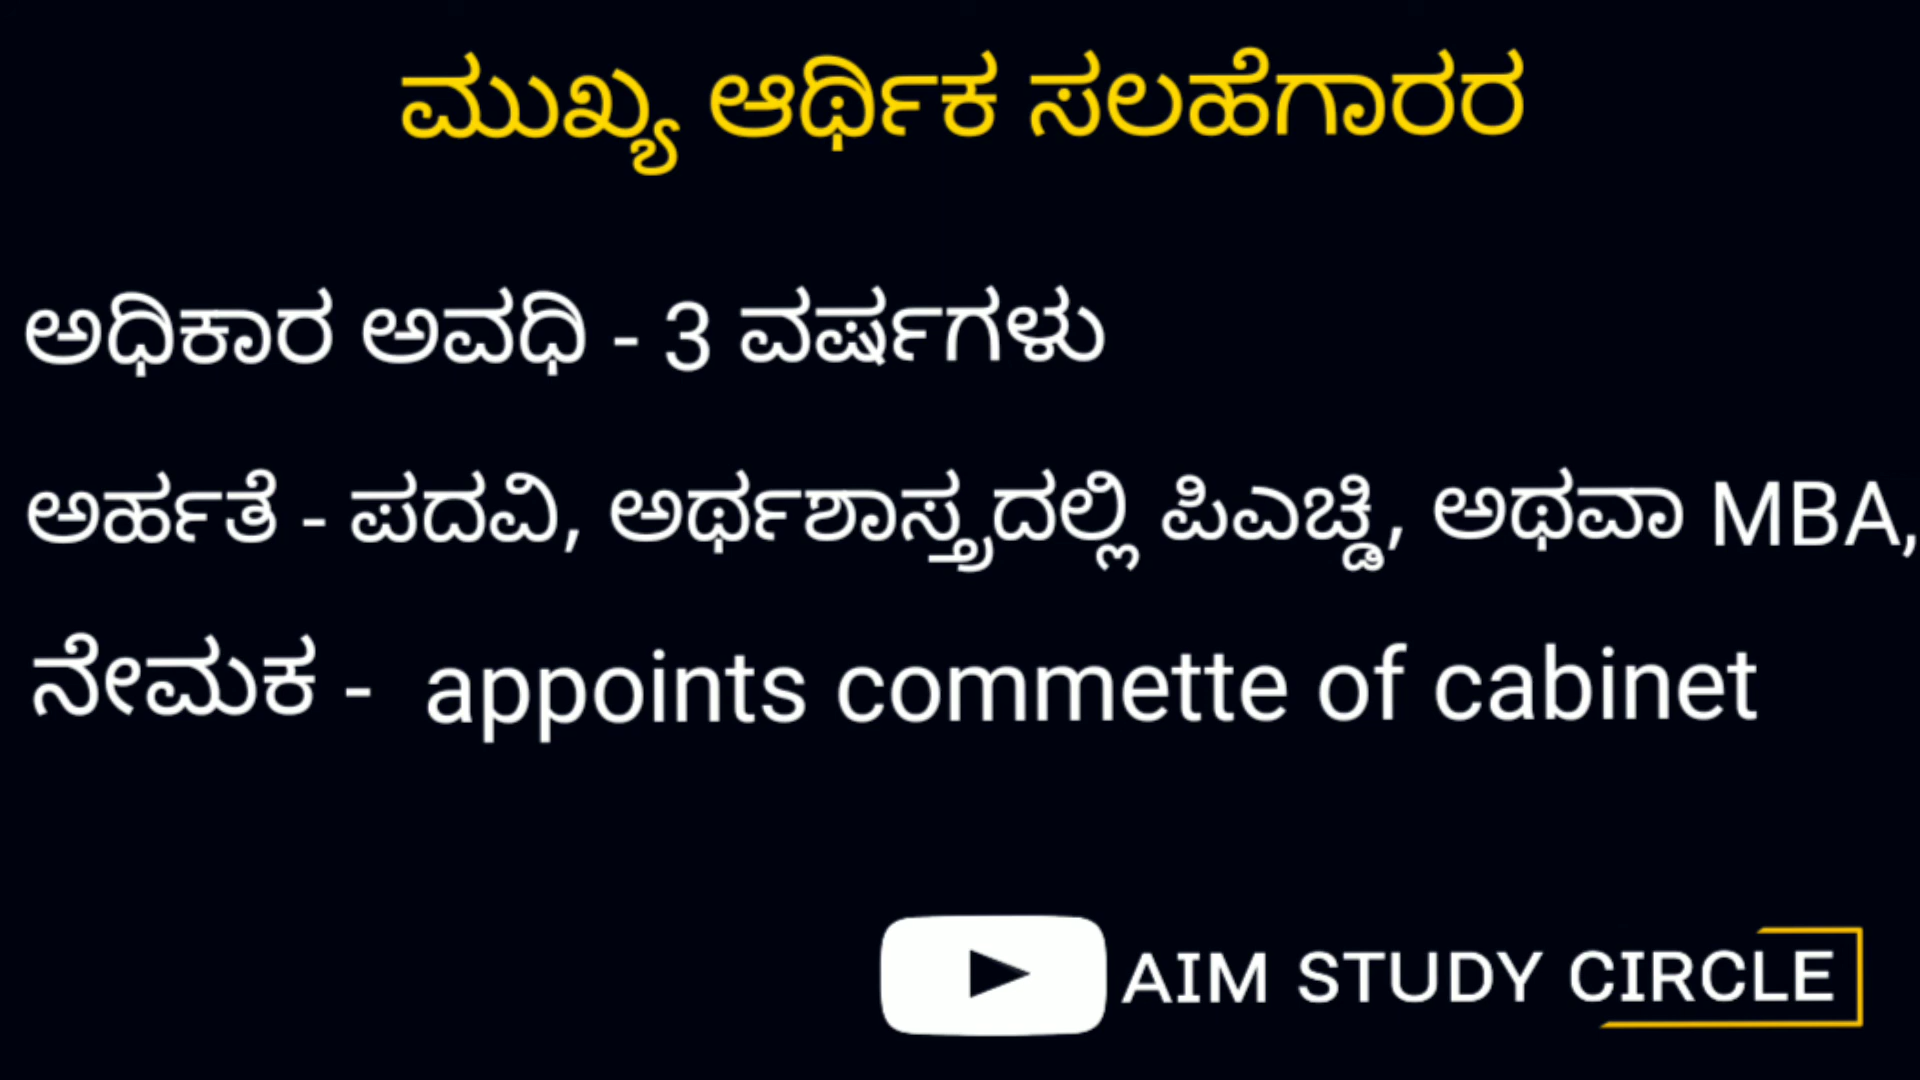 ಮುಖ್ಯ ಆರ್ಥಿಕ ಸಲಹೆಗಾರರ
ಅಧಿಕಾರ ಅವಧಿ - 3 ವರ್ಷಗಳು
ಅರ್ಹತೆ - ಪದವಿ, ಅರ್ಥಶಾಸ್ತ್ರದಲ್ಲಿ ಪಿಎಚ್ಡಿ, ಅಥವಾ MBA,
ನೇಮಕ - appoints commette of cabinet
AIM STUDY CIRCLE